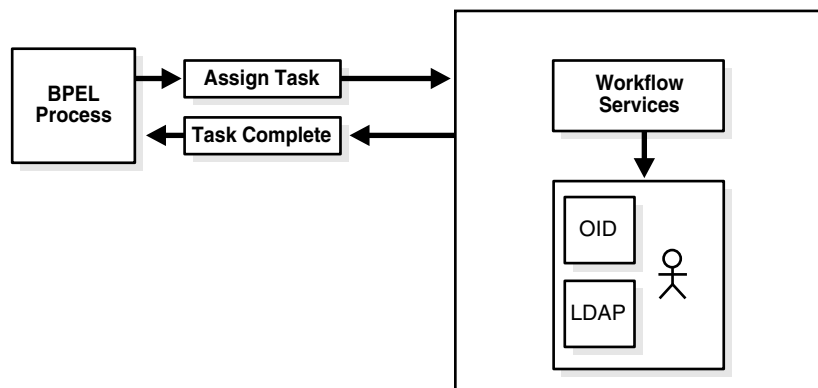 BPEL
Process
Assign Task
Task Complete
Workflow
Services
OID
LDAP